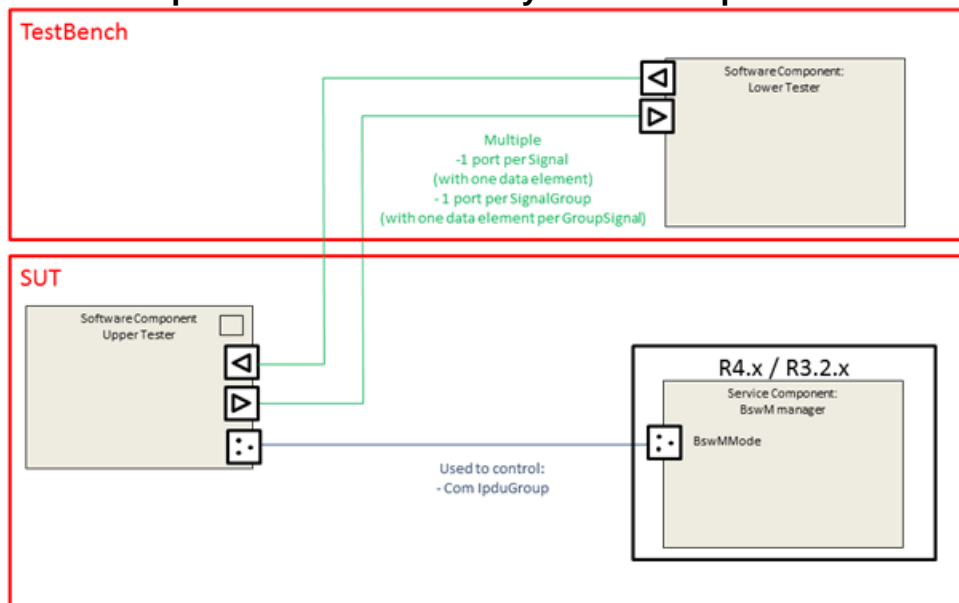 TestBench
Software Component:
Lower Tester
Multiple
-1 port per Signal
(with one data element)
- 1 port per SignalGroup
(with one data element per GroupSignal)
SUT
Software Component
Upper Tester
R4.x / R3.2.x
Service Component:
BswM manager
BswMMode
Used to control:
- Com IpduGroup